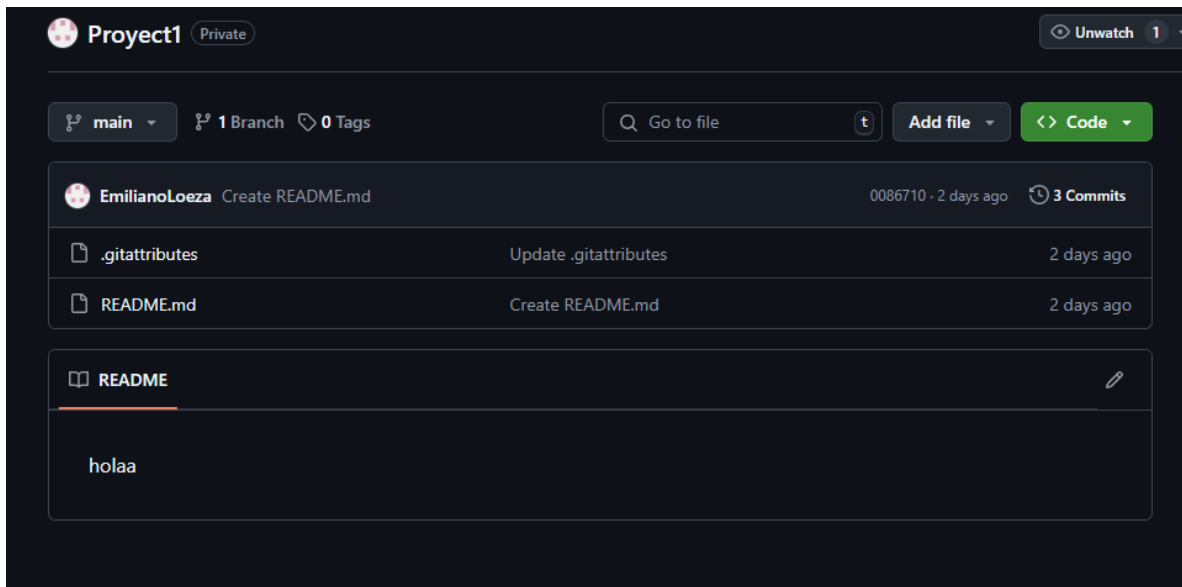 Proyect1 Private Unwatch 1
main 1 Branch 0 Tags Go to file t Add file <> Code
EmilianoLoeza Create README.md 0086710 · 2 days ago 3 Commits
.gitattributes Update .gitattributes 2 days ago
README.md Create README.md 2 days ago
README
holaa